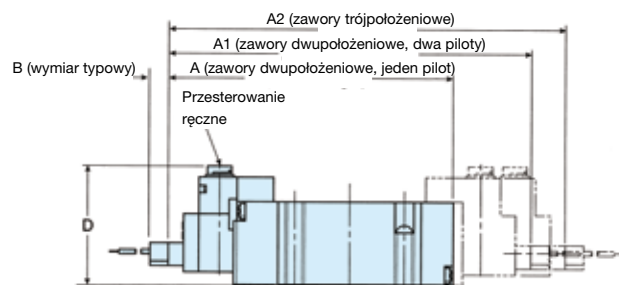 A2 (zawory trójpołożeniowe)
A1 (zawory dwupołożeniowe, dwa piloty)
B (wymiar typowy)
A (zawory dwupołożeniowe, jeden pilot)
Przesterowanie
ręczne
D